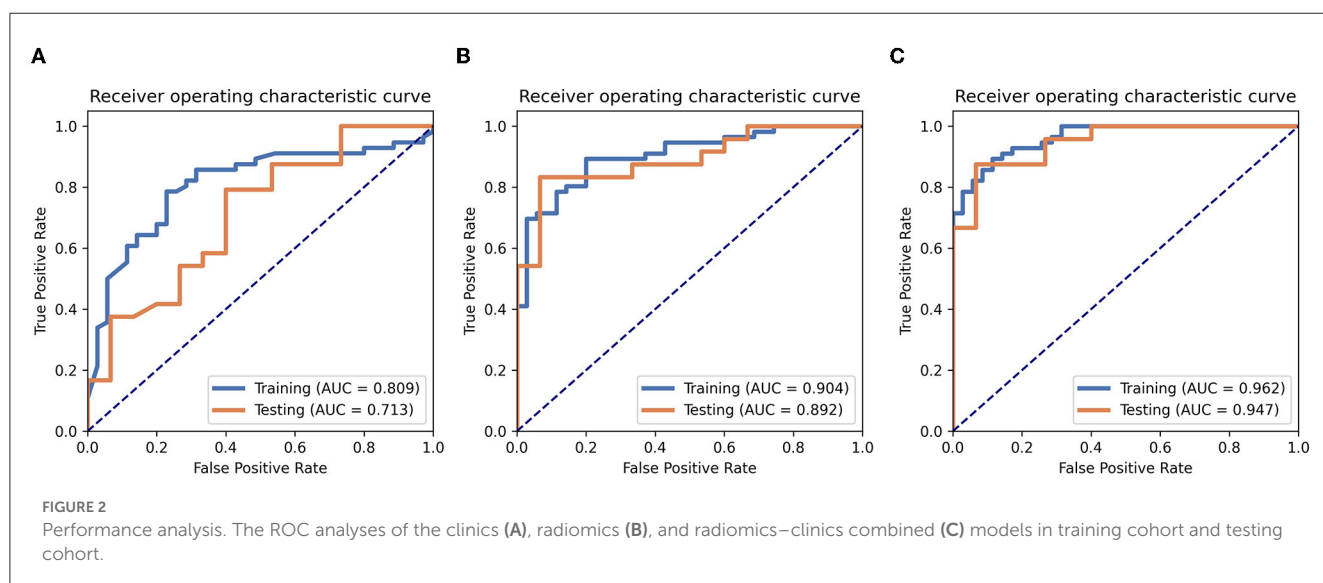 A
Receiver operating characteristic curve
True Positive Rate
1.0
0.8
0.6
0.4
0.2
0.0
Training (AUC = 0.809)
Testing (AUC = 0.713)
0.0 0.2 0.4 0.6 0.8 1.0
False Positive Rate
B
Receiver operating characteristic curve
True Positive Rate
1.0
0.8
0.6
0.4
0.2
0.0
Training (AUC = 0.904)
Testing (AUC = 0.892)
0.0 0.2 0.4 0.6 0.8 1.0
False Positive Rate
C
Receiver operating characteristic curve
True Positive Rate
1.0
0.8
0.6
0.4
0.2
0.0
Training (AUC = 0.962)
Testing (AUC = 0.947)
0.0 0.2 0.4 0.6 0.8 1.0
False Positive Rate
FIGURE 2
Performance analysis. The ROC analyses of the clinics (A), radiomics (B), and radiomics–clinics combined (C) models in training cohort and testing
cohort.